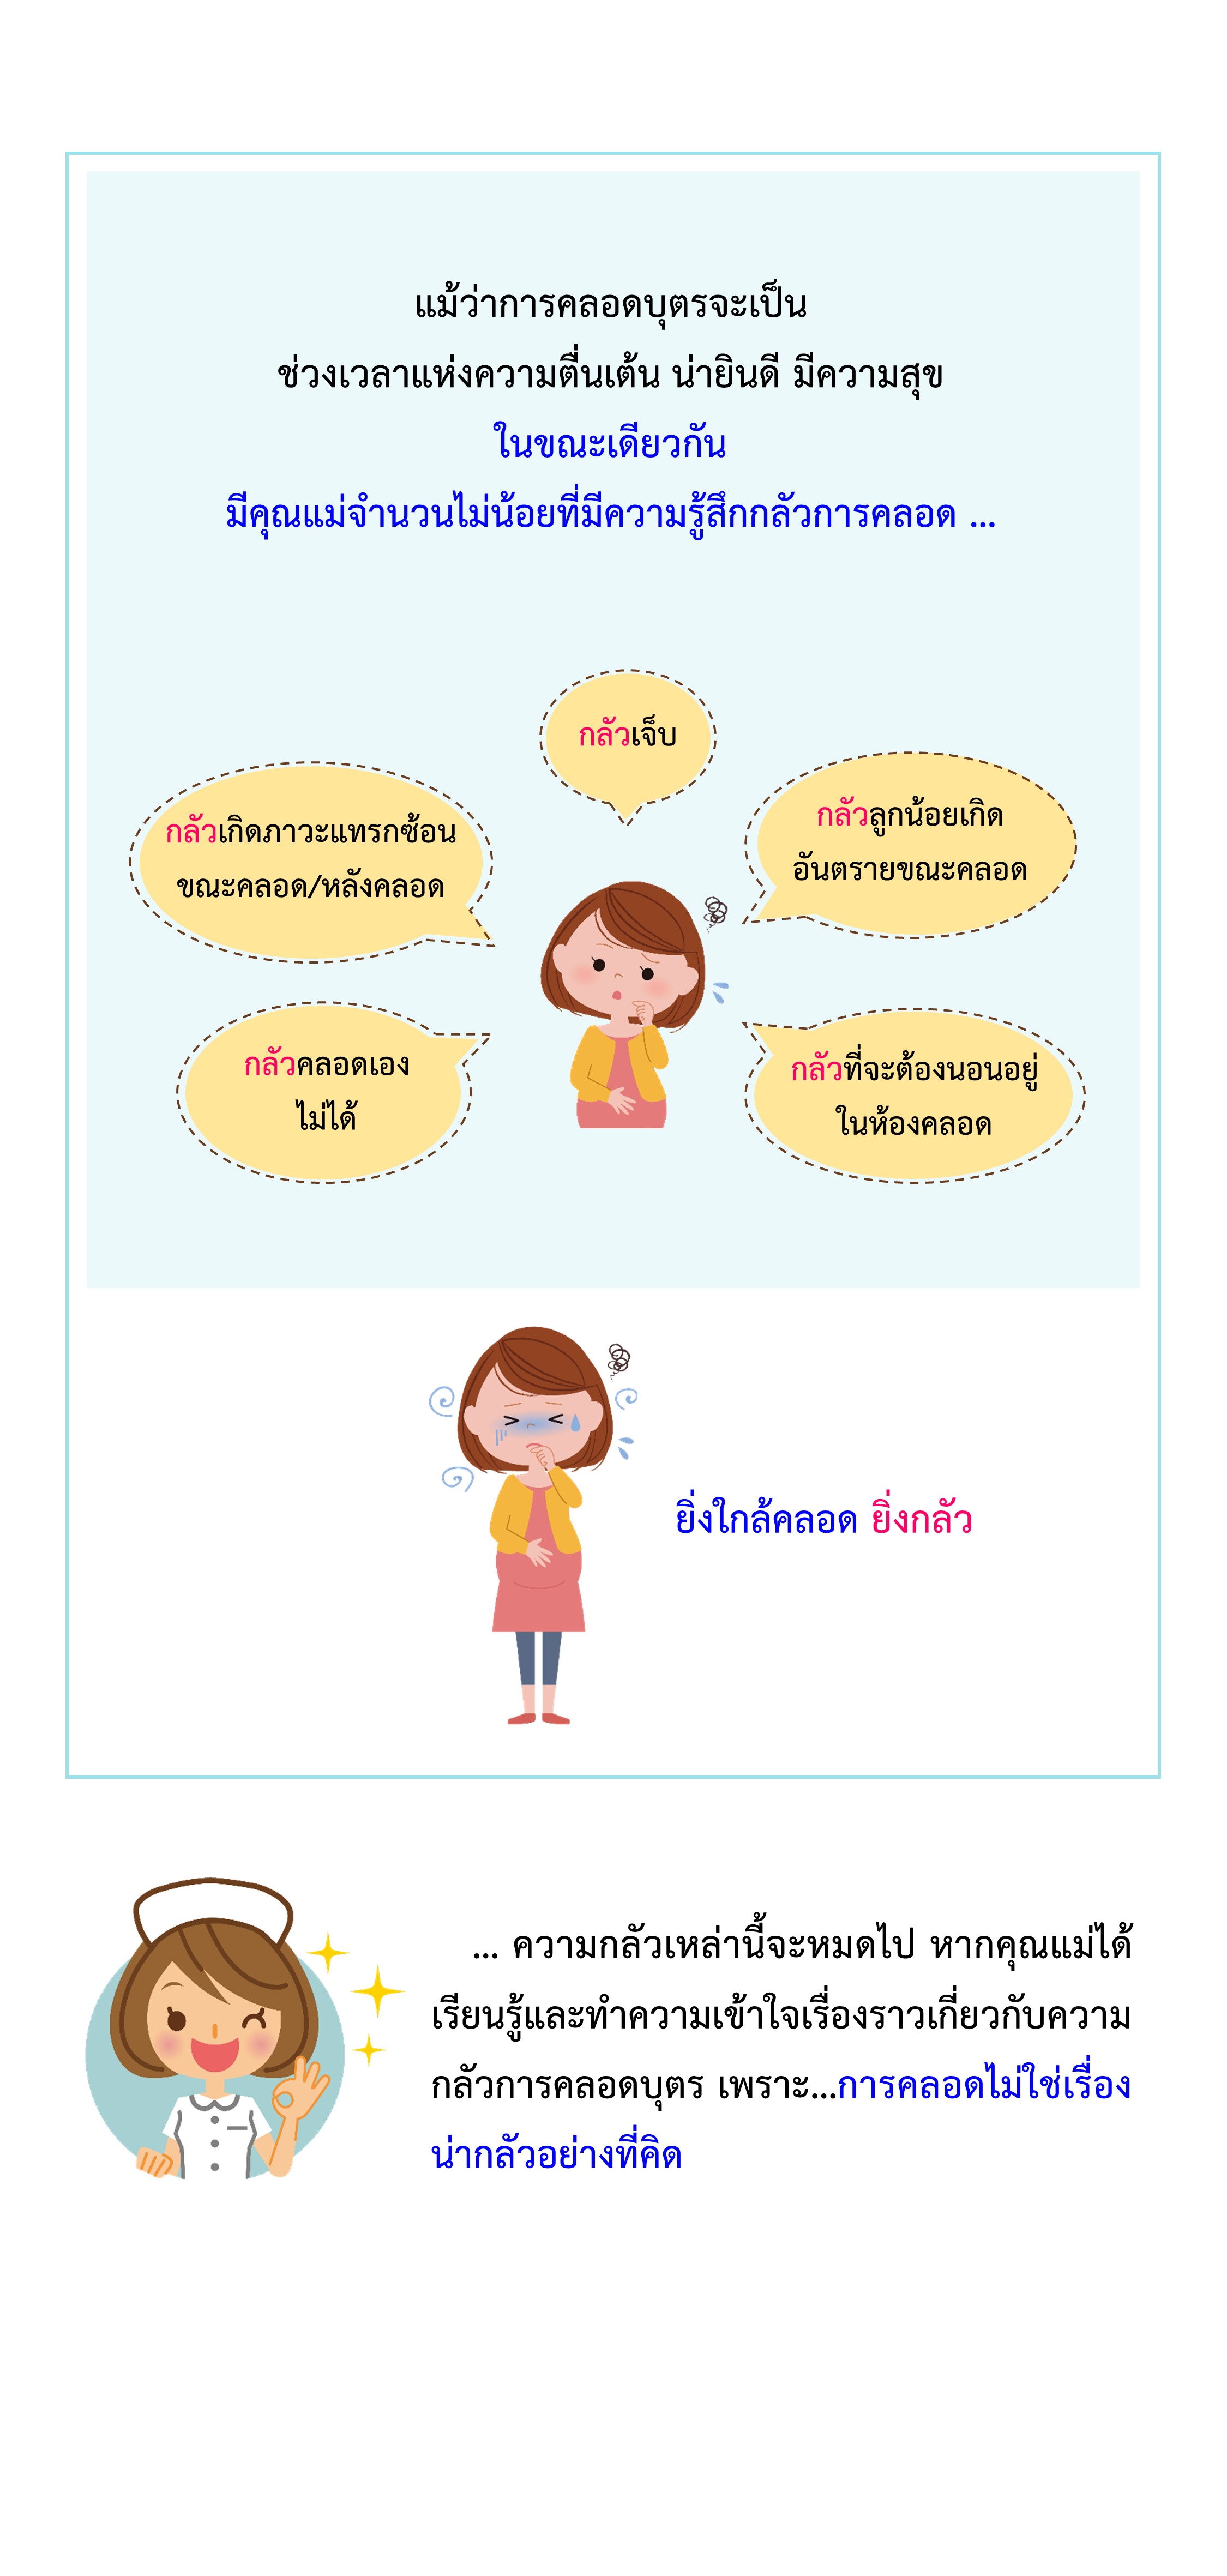 แม้ว่าการคลอดบุตรจะเป็น
ช่วงเวลาแห่งความตื่นเต้น น่ายินดี มีความสุข
ในขณะเดียวกัน
มีคุณแม่จำนวนไม่น้อยที่มีความรู้สึกกลัวการคลอด ...
กลัวเจ็บ
กลัวเกิดภาวะแทรกซ้อน
ขณะคลอด/หลังคลอด
กลัวลูกน้อยเกิด
อันตรายขณะคลอด
กลัวคลอดเอง
ไม่ได้
กลัวที่จะต้องนอนอยู่
ในห้องคลอด
ยิ่งใกล้คลอด ยิ่งกลัว
... ความกลัวเหล่านี้จะหมดไป หากคุณแม่ได้
เรียนรู้และทำความเข้าใจเรื่องราวเกี่ยวกับความ
กลัวการคลอดบุตร เพราะ...การคลอดไม่ใช่เรื่อง
น่ากลัวอย่างที่คิด